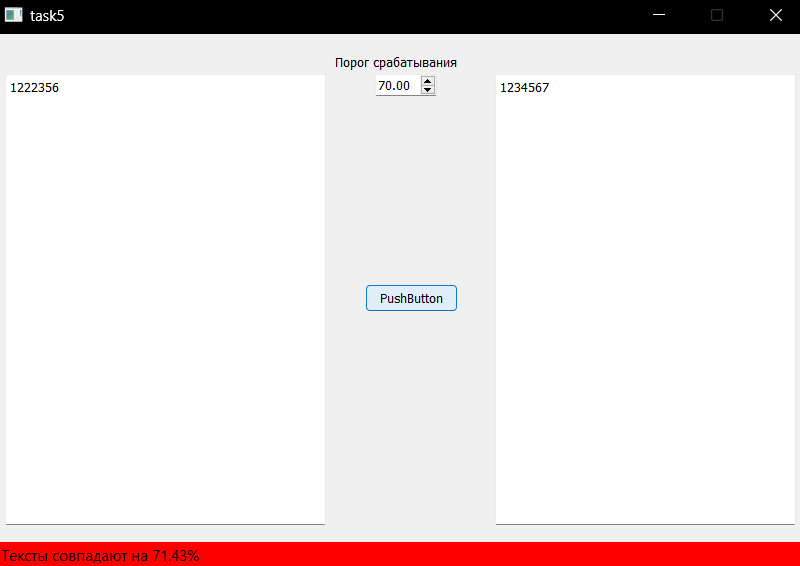 task5
Порог срабатывания
1222356
70.00
1234567
PushButton
Тексты совпадают на 71.43%